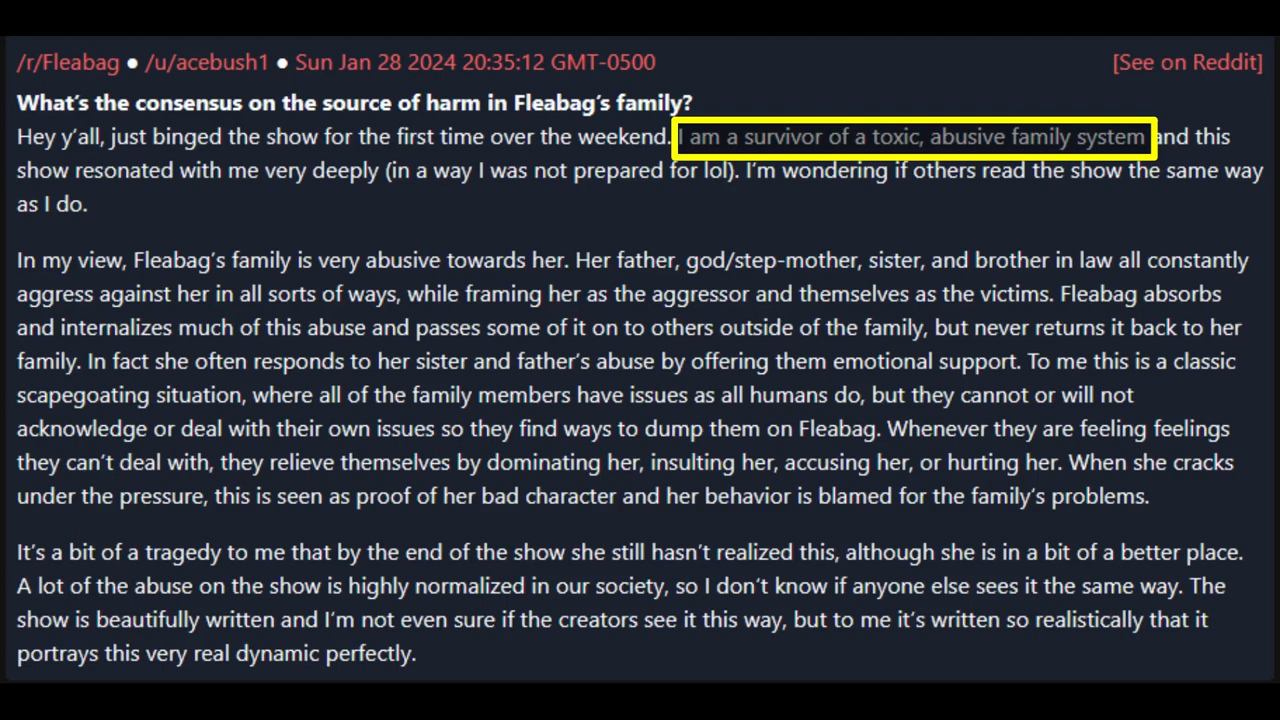 /r/Fleabag ● /u/acebush1 ● Sun Jan 28 2024 20:35:12 GMT-0500 [See on Reddit]
What's the consensus on the source of harm in Fleabag's family?
Hey y'all, just binged the show for the first time over the weekend. I am a survivor of a toxic, abusive family system and this
show resonated with me very deeply (in a way I was not prepared for lol). I'm wondering if others read the show the same way
as I do.
In my view, Fleabag's family is very abusive towards her. Her father, god/step-mother, sister, and brother in law all constantly
aggress against her in all sorts of ways, while framing her as the aggressor and themselves as the victims. Fleabag absorbs
and internalizes much of this abuse and passes some of it on to others outside of the family, but never returns it back to her
family. In fact she often responds to her sister and father's abuse by offering them emotional support. To me this is a classic
scapegoating situation, where all of the family members have issues as all humans do, but they cannot or will not
acknowledge or deal with their own issues so they find ways to dump them on Fleabag. Whenever they are feeling feelings
they can't deal with, they relieve themselves by dominating her, insulting her, accusing her, or hurting her. When she cracks
under the pressure, this is seen as proof of her bad character and her behavior is blamed for the family's problems.
It's a bit of a tragedy to me that by the end of the show she still hasn't realized this, although she is in a bit of a better place.
A lot of the abuse on the show is highly normalized in our society, so I don't know if anyone else sees it the same way. The
show is beautifully written and I'm not even sure if the creators see it this way, but to me it's written so realistically that it
portrays this very real dynamic perfectly.